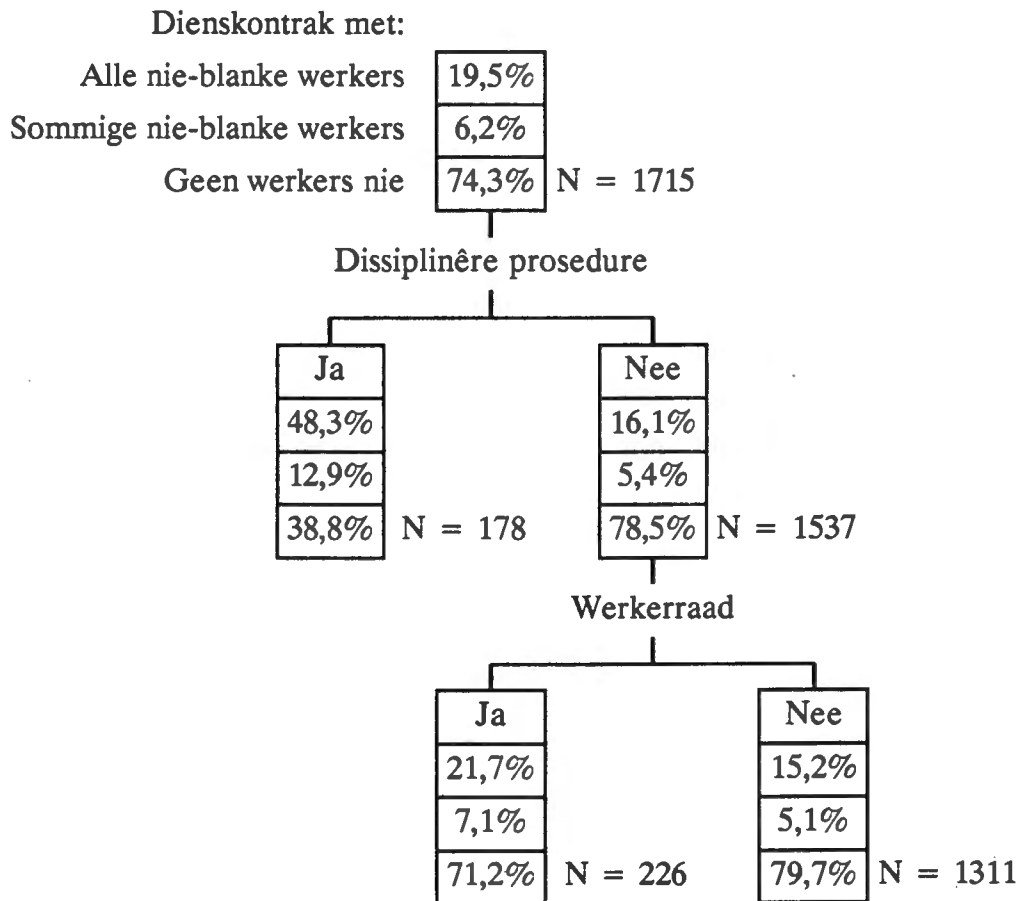 Dienskontrak met:
Alle nie-blanke werkers 19,5%
Sommige nie-blanke werkers 6,2%
Geen werkers nie 74,3% N = 1715
Dissiplinêre prosedure
Ja Nee
48,3% 16,1%
12,9% 5,4%
38,8% N = 178 78,5% N = 1537
Werkerraad
Ja Nee
21,7% 15,2%
7,1% 5,1%
71,2% N = 226 79,7% N = 1311